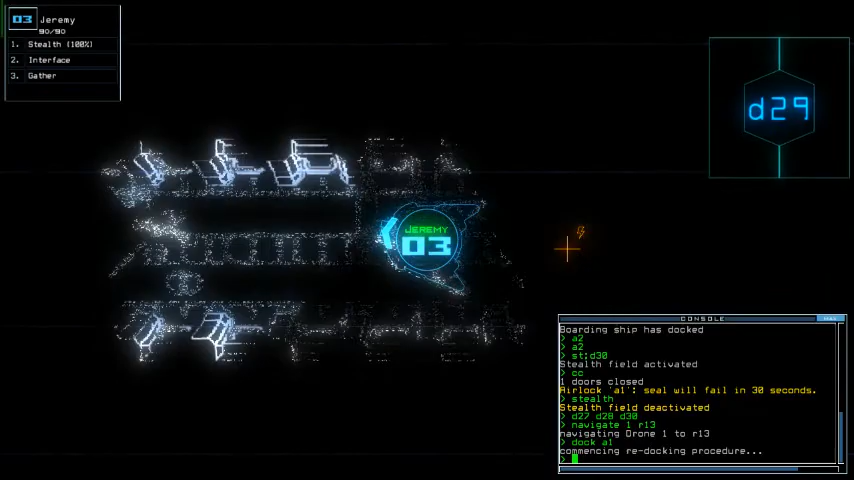 03 Jeremy
90/90
1. Stealth (100%)
2. Interface
3. Gather
d29
JEREMY
03
CONSOLE
Boarding ship has docked
> a2
> a2
> st:d30
Stealth field activated
> cc
1 doors closed
Airlock 'a1': seal will fail in 30 seconds.
> stealth
Stealth field deactivated
> d27 d28 d30
> navigate 1 r13
navigating Drone 1 to r13
> dock a1
commencing re-docking procedure...
>